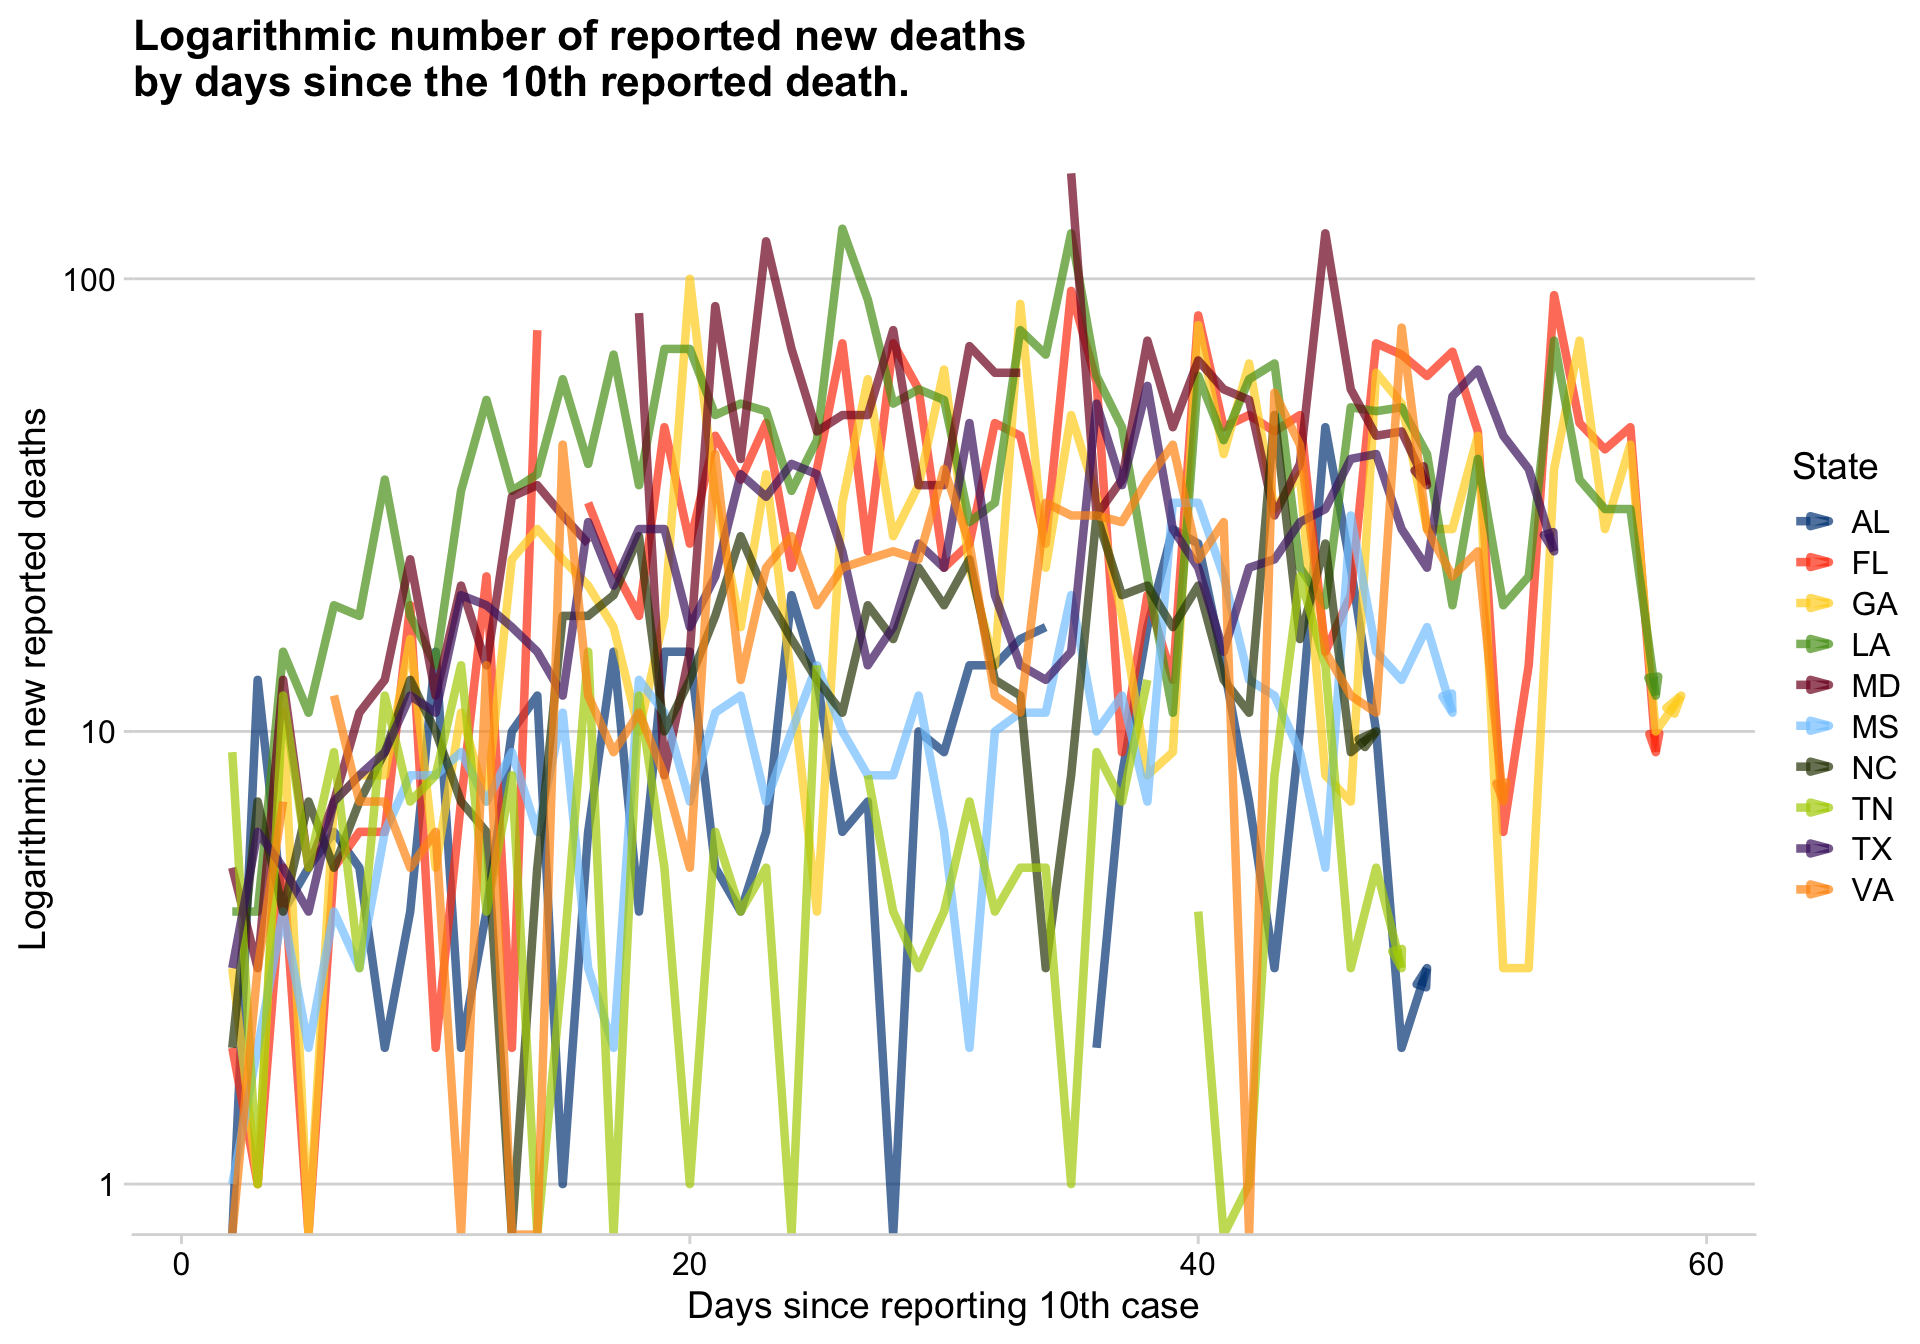 Logarithmic number of reported new deaths
by days since the 10th reported death.
Logarithmic new reported deaths
100
10
1
0
20
40
60
Days since reporting 10th case
State
AL
FL
GA
LA
MD
MS
NC
TN
TX
VA